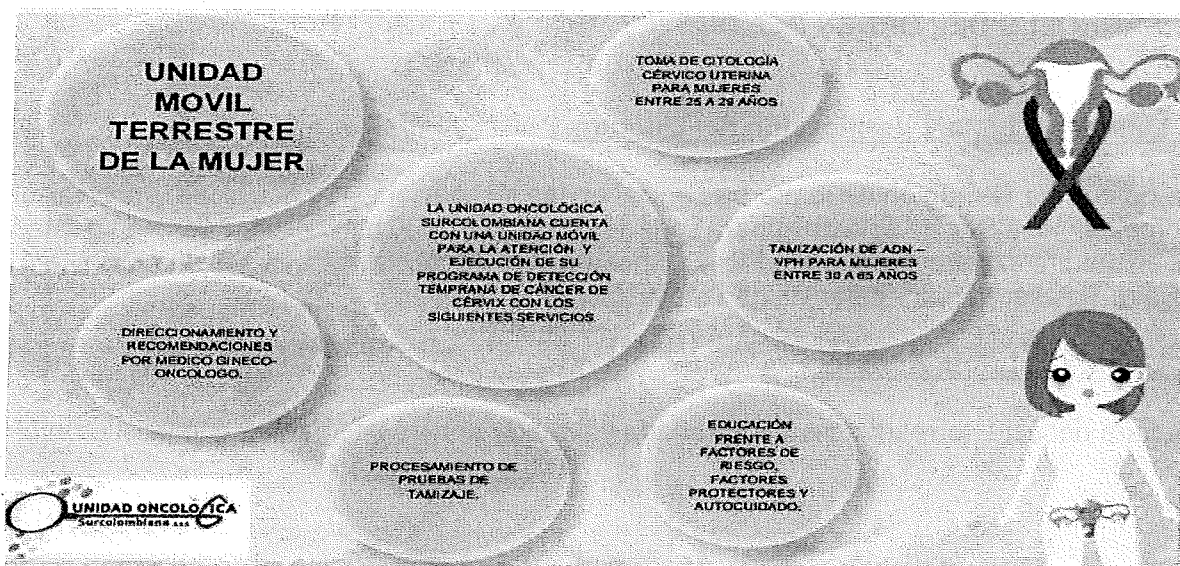 UNIDAD
MOVIL
TERRESTRE
DE LA MUJER
TOMA DE CITOLOGÍA
CÉRVICO UTERINA
PARA MUJERES
ENTRE 25 A 29 AÑOS
LA UNIDAD ONCOLÓGICA
SURCOLOMBIANA CUENTA
CON UNA UNIDAD MÓVIL
PARA LA ATENCIÓN Y
EJECUCIÓN DE SU
PROGRAMA DE DETECCIÓN
TEMPRANA DE CÁNCER DE
CÉRVIX CON LOS
SIGUIENTES SERVICIOS
TAMIZACIÓN DE ADN –
VPH PARA MUJERES
ENTRE 30 A 65 AÑOS
DIRECCIONAMIENTO Y
RECOMENDACIONES
POR MEDICO GINECO-
ONCOLOGO.
PROCESAMIENTO DE
PRUEBAS DE
TAMIZAJE.
EDUCACIÓN
FRENTE A
FACTORES DE
RIESGO,
FACTORES
PROTECTORES Y
AUTOCUIDADO.
UNIDAD ONCOLÓGICA
Surcolombiana s.a.s